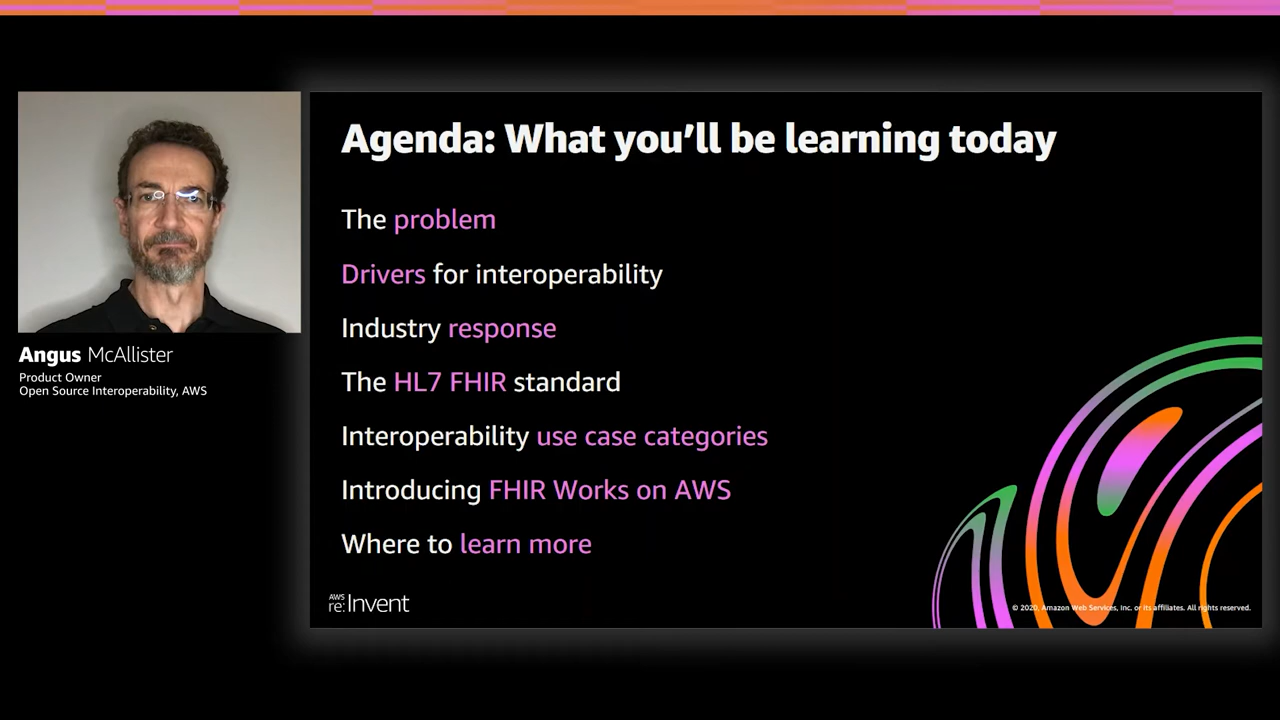 Agenda: What you’ll be learning today
The problem
Drivers for interoperability
Industry response
The HL7 FHIR standard
Interoperability use case categories
Introducing FHIR Works on AWS
Where to learn more
Angus McAllister
Product Owner
Open Source Interoperability, AWS
AWS
re:Invent
© 2020, Amazon Web Services, Inc. or its affiliates. All rights reserved.